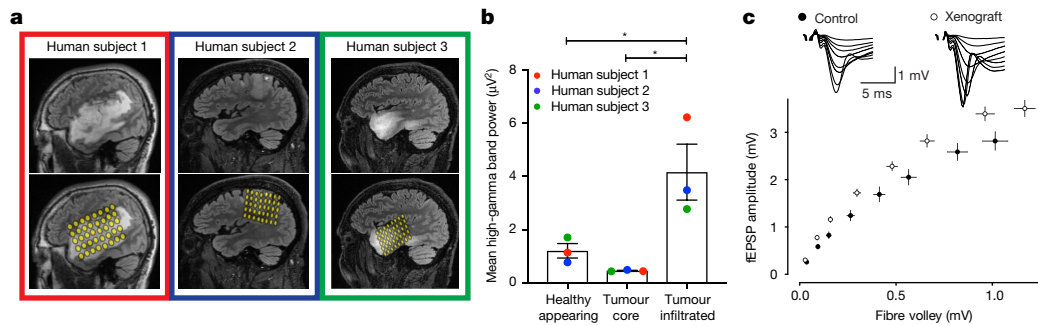 a
Human subject 1
Human subject 2
Human subject 3
b
*
*
Mean high-gamma band power (µV²)
8
6
4
2
0
Human subject 1
Human subject 2
Human subject 3
Healthy appearing
Tumour core
Tumour infiltrated
c
Control
Xenograft
1 mV
5 ms
fEPSP amplitude (mV)
3
2
1
0
0.0
0.5
1.0
Fibre volley (mV)